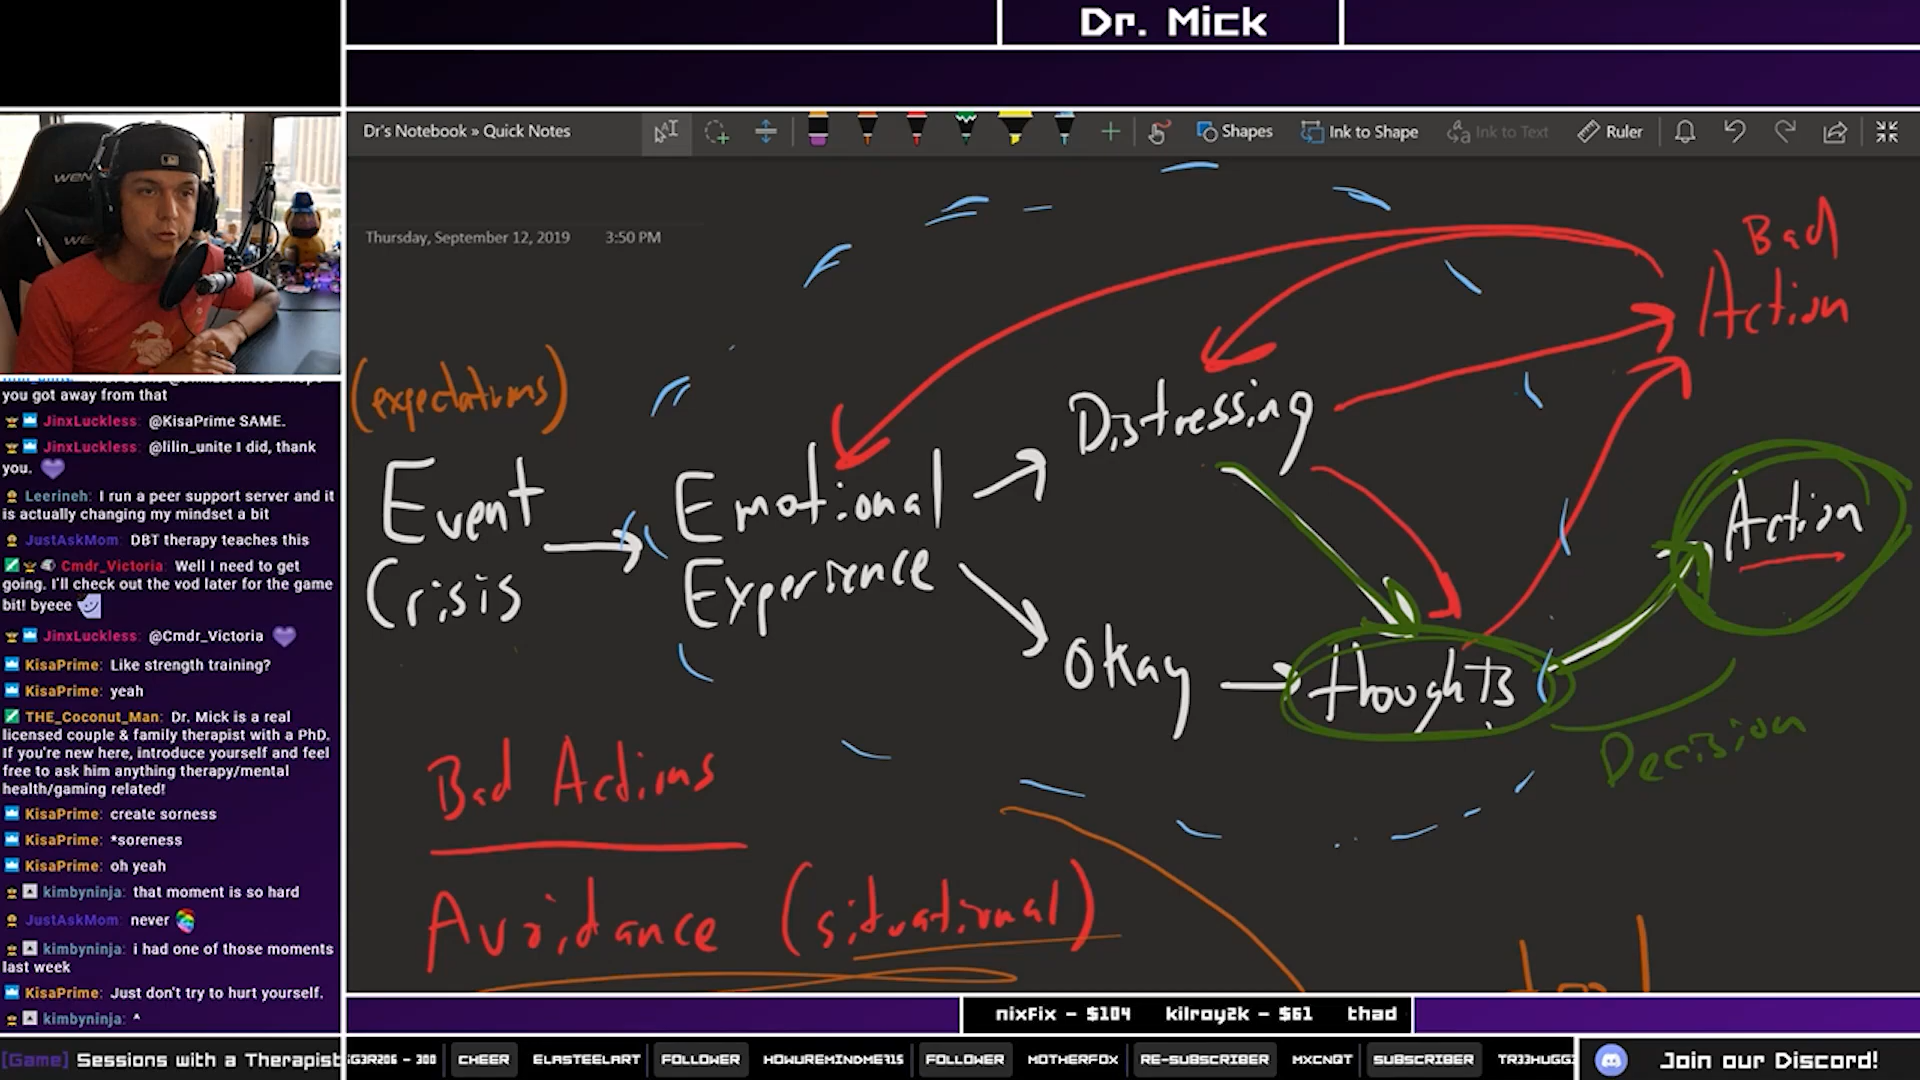 Dr. Mick
Dr's Notebook » Quick Notes
Shapes
Ink to Shape
Ink to Text
Ruler
Thursday, September 12, 2019 3:50 PM
Bad
Action
(expectations)
Distressing
Event
Crisis
Emotional
Experience
Action
Okay
thoughts
Decision
Bad Actions
Avoidance (situational)
you got away from that
JinxLuckless: @KisaPrime SAME.
JinxLuckless: @lilin_unite I did, thank
you.
Leerineh: I run a peer support server and it
is actually changing my mindset a bit
JustAskMom: DBT therapy teaches this
Cmdr_Victoria: Well I need to get
going. I'll check out the vod later for the game
bit! byeee
JinxLuckless: @Cmdr_Victoria
KisaPrime: Like strength training?
KisaPrime: yeah
THE_Coconut_Man: Dr. Mick is a real
licensed couple & family therapist with a PhD.
If you're new here, introduce yourself and feel
free to ask him anything therapy/mental
health/gaming related!
KisaPrime: create sorness
KisaPrime: *soreness
KisaPrime: oh yeah
kimbyninja: that moment is so hard
JustAskMom: never
kimbyninja: i had one of those moments
last week
KisaPrime: Just don't try to hurt yourself.
kimbyninja: ^
nixFix - $104 kilroy2k - $61 thad
[Game] Sessions with a Therapist
G3R206 - 300 CHEER ELASTEELART FOLLOWER HOWUREMINDME715 FOLLOWER MOTHERFOX RE-SUBSCRIBER MXCNQT SUBSCRIBER TR33HUGG
Join our Discord!